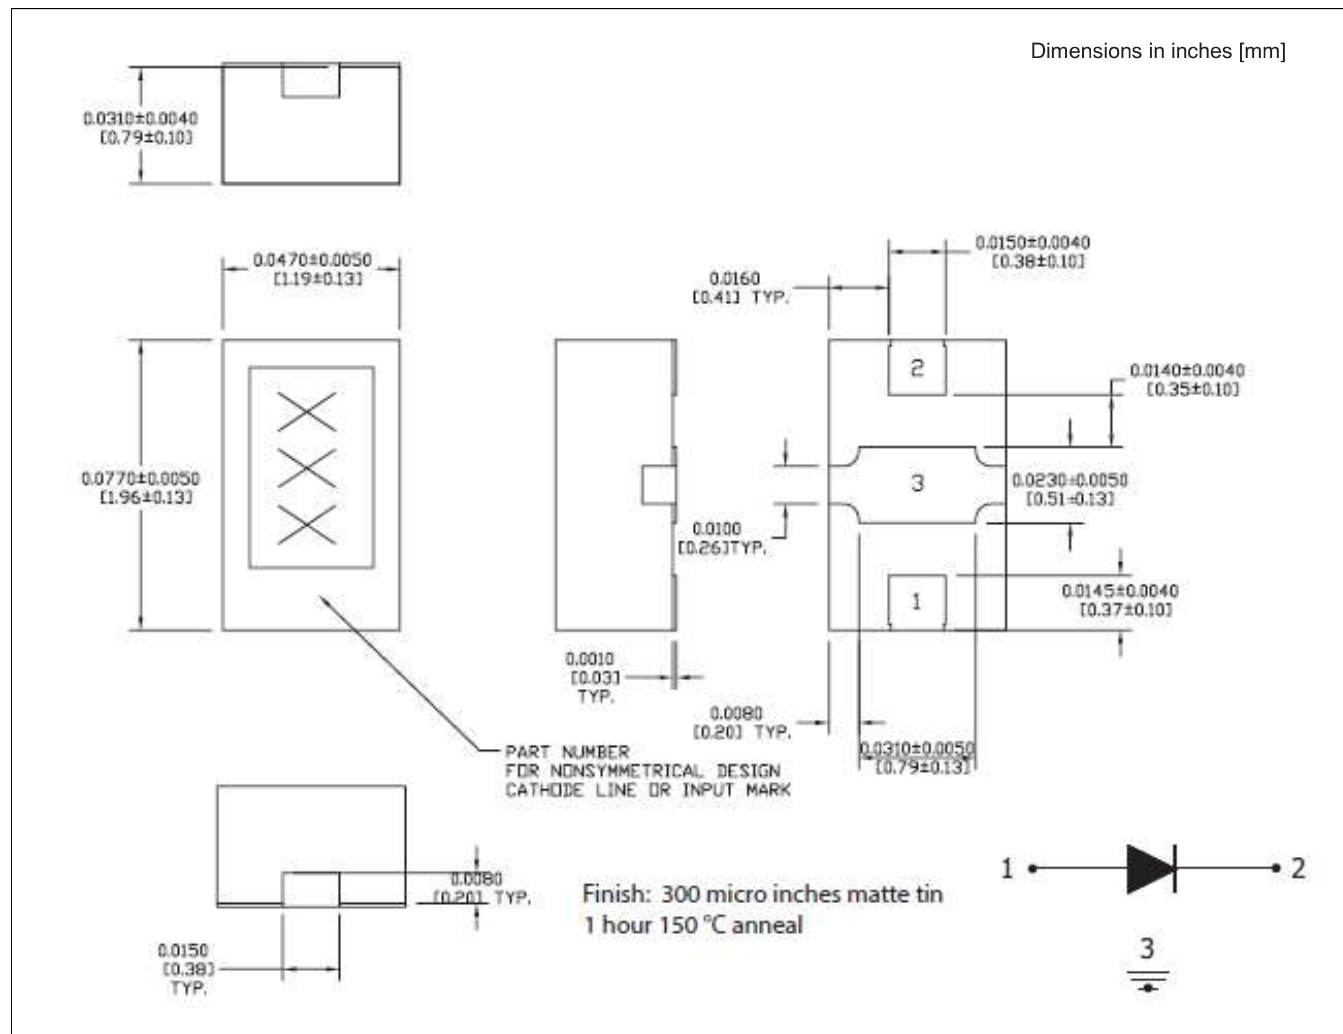 Dimensions in inches [mm]
0.0310±0.0040
[0.79±0.10]
0.0470±0.0050
[1.19±0.13]
0.0150±0.0040
[0.38±0.10]
0.0160
[0.41] TYP.
2
0.0140±0.0040
[0.35±0.10]
0.0770±0.0050
[1.96±0.13]
3
0.0230±0.0050
[0.51±0.13]
0.0100
[0.26]TYP.
1
0.0145±0.0040
[0.37±0.10]
0.0010
[0.03]
TYP.
0.0080
[0.20] TYP.
0.0310±0.0050
[0.79±0.13]
PART NUMBER
FOR NONSYMMETRICAL DESIGN
CATHODE LINE OR INPUT MARK
0.0080
[0.20] TYP.
Finish: 300 micro inches matte tin
1 hour 150 °C anneal
1 2
3
0.0150
[0.38]
TYP.